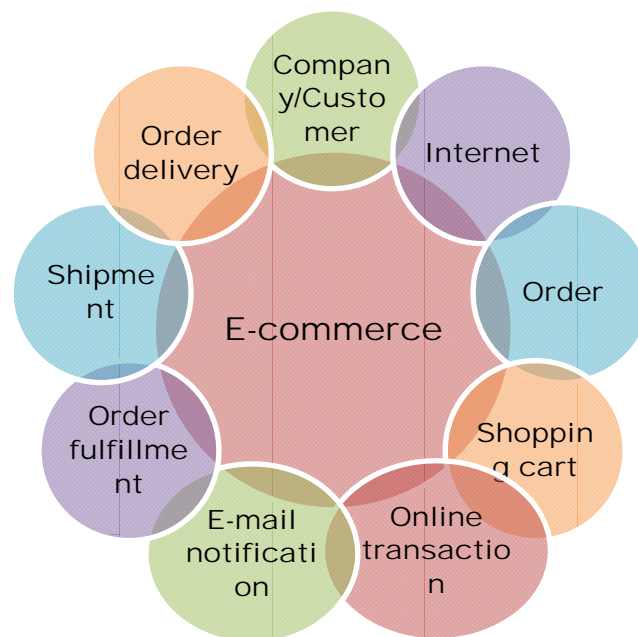 Compan
y/Custo
mer
Internet
Order
Shoppin
g cart
Online
transactio
n
E-mail
notificati
on
Order
fulfillme
nt
Shipme
nt
Order
delivery
E-commerce